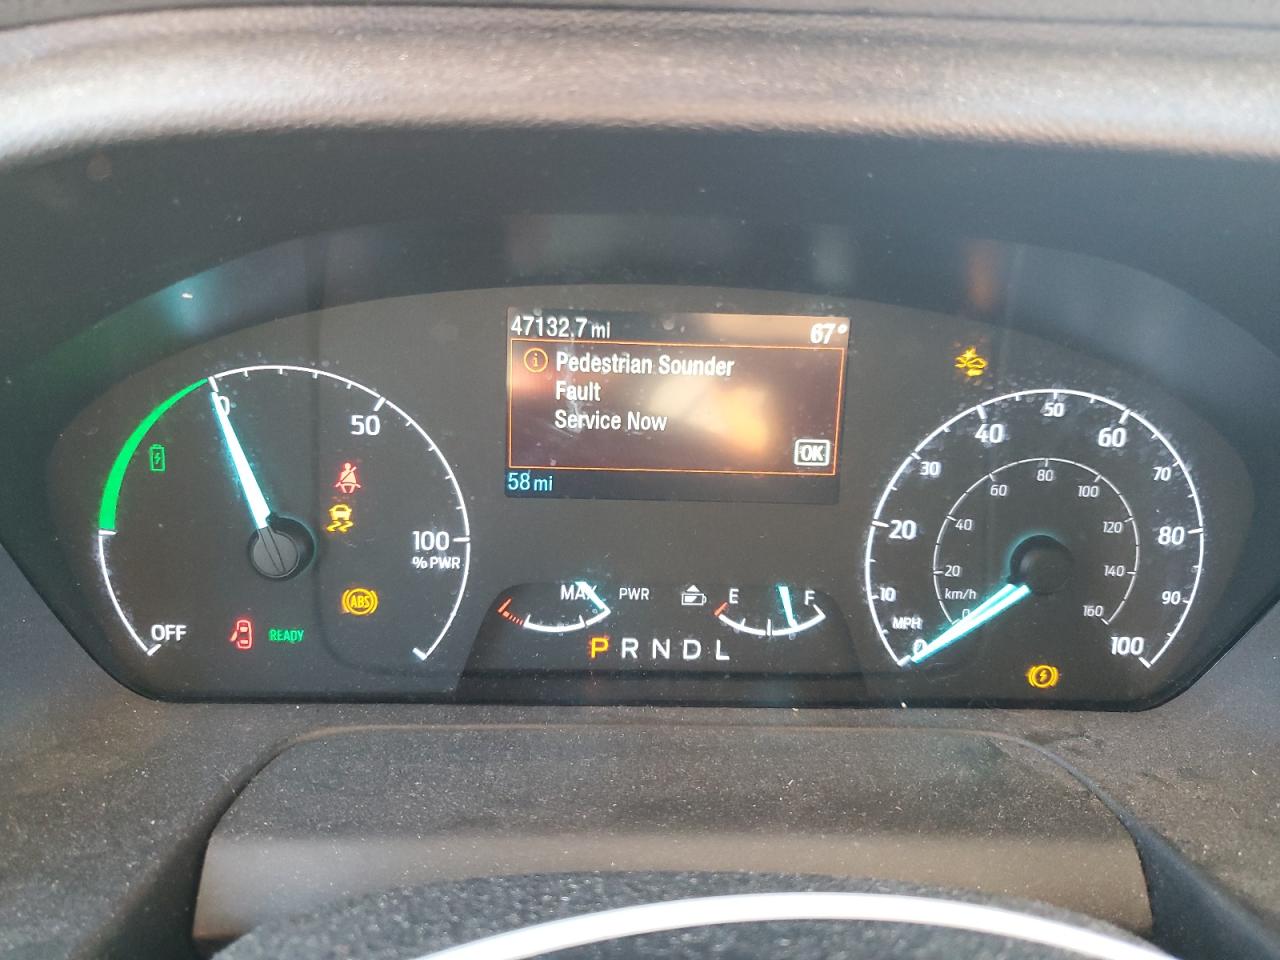 47132.7 mi 67°
Pedestrian Sounder
Fault
Service Now
OK
58 mi
0
50
100
% PWR
OFF
READY
ABS
MAX PWR
E F
P R N D L
0
10
20
30
40
50
60
70
80
90
100
MPH
0
20
40
60
80
100
120
140
160
km/h